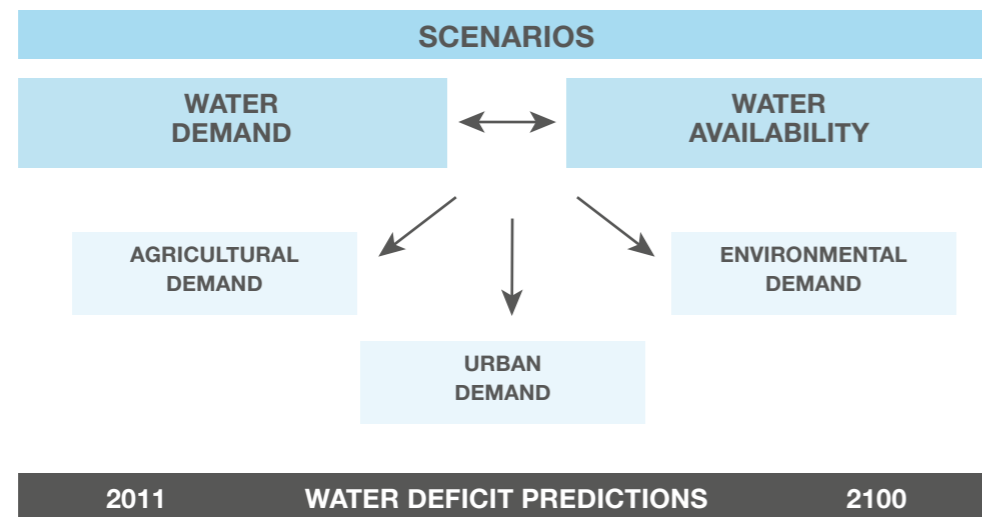 SCENARIOS
WATER
DEMAND
WATER
AVAILABILITY
AGRICULTURAL
DEMAND
ENVIRONMENTAL
DEMAND
URBAN
DEMAND
2011 WATER DEFICIT PREDICTIONS 2100